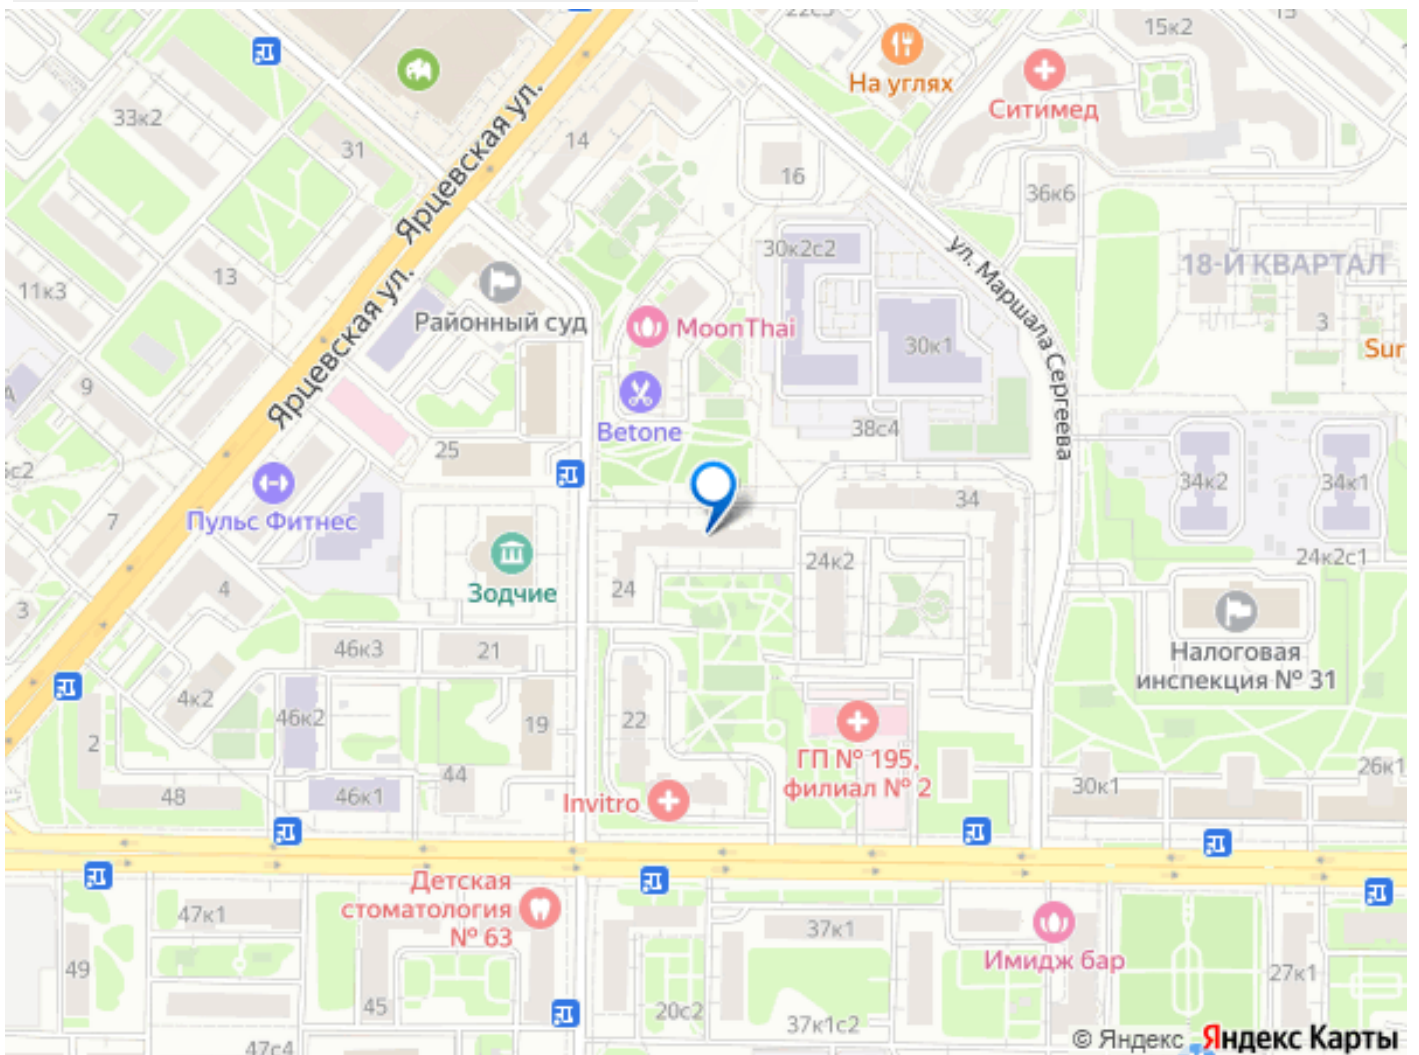 15к2
На углях
Ситимед
33к2
31
14
16
36к6
Ярцевская ул.
30к2с2
ул. Маршала Сергеева
18-Й КВАРТАЛ
13
11к3
Районный суд
MoonThai
30к1
3
Sur
Ярцевская ул.
9
Betone
38с4
25
34к2
34к1
34
7
Пульс Фитнес
24к2с1
24к2
Зодчие
24
4
3
Налоговая
инспекция № 31
46к3
21
4к2
46к2
19
22
2
ГП № 195,
филиал № 2
44
26к1
30к1
48
46к1
Invitro
Детская
стоматология
№ 63
47к1
37к1
Имидж бар
49
27к1
45
20с2
37к1с2
47с4
© Яндекс Яндекс Карты